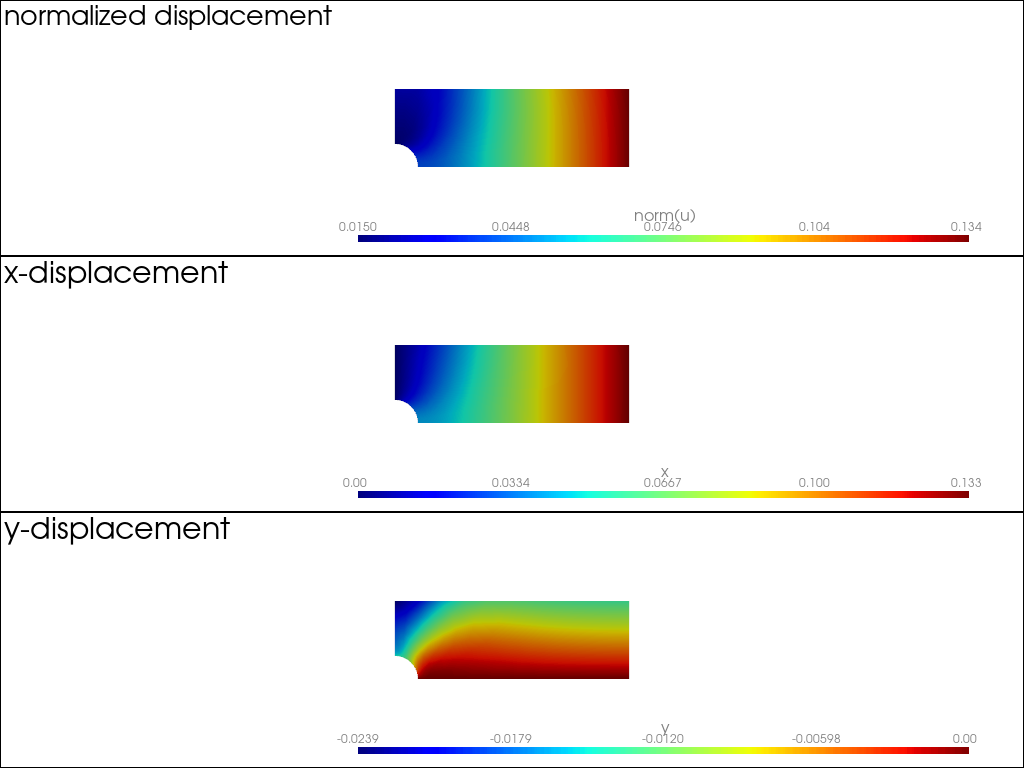 normalized displacement
norm(u)
0.0150 0.0448 0.0746 0.104 0.134
x-displacement
x
0.00 0.0334 0.0667 0.100 0.133
y-displacement
y
-0.0239 -0.0179 -0.0120 -0.00598 0.00